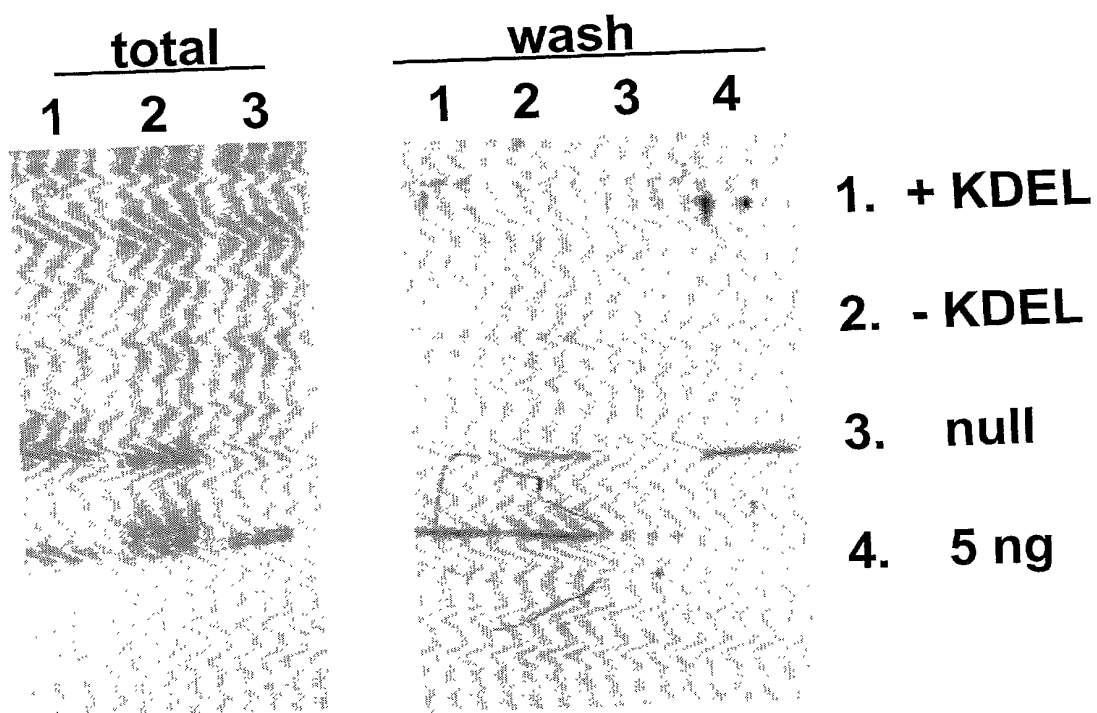 total
wash
1 2 3
1 2 3 4
1. + KDEL
2. - KDEL
3. null
4. 5 ng